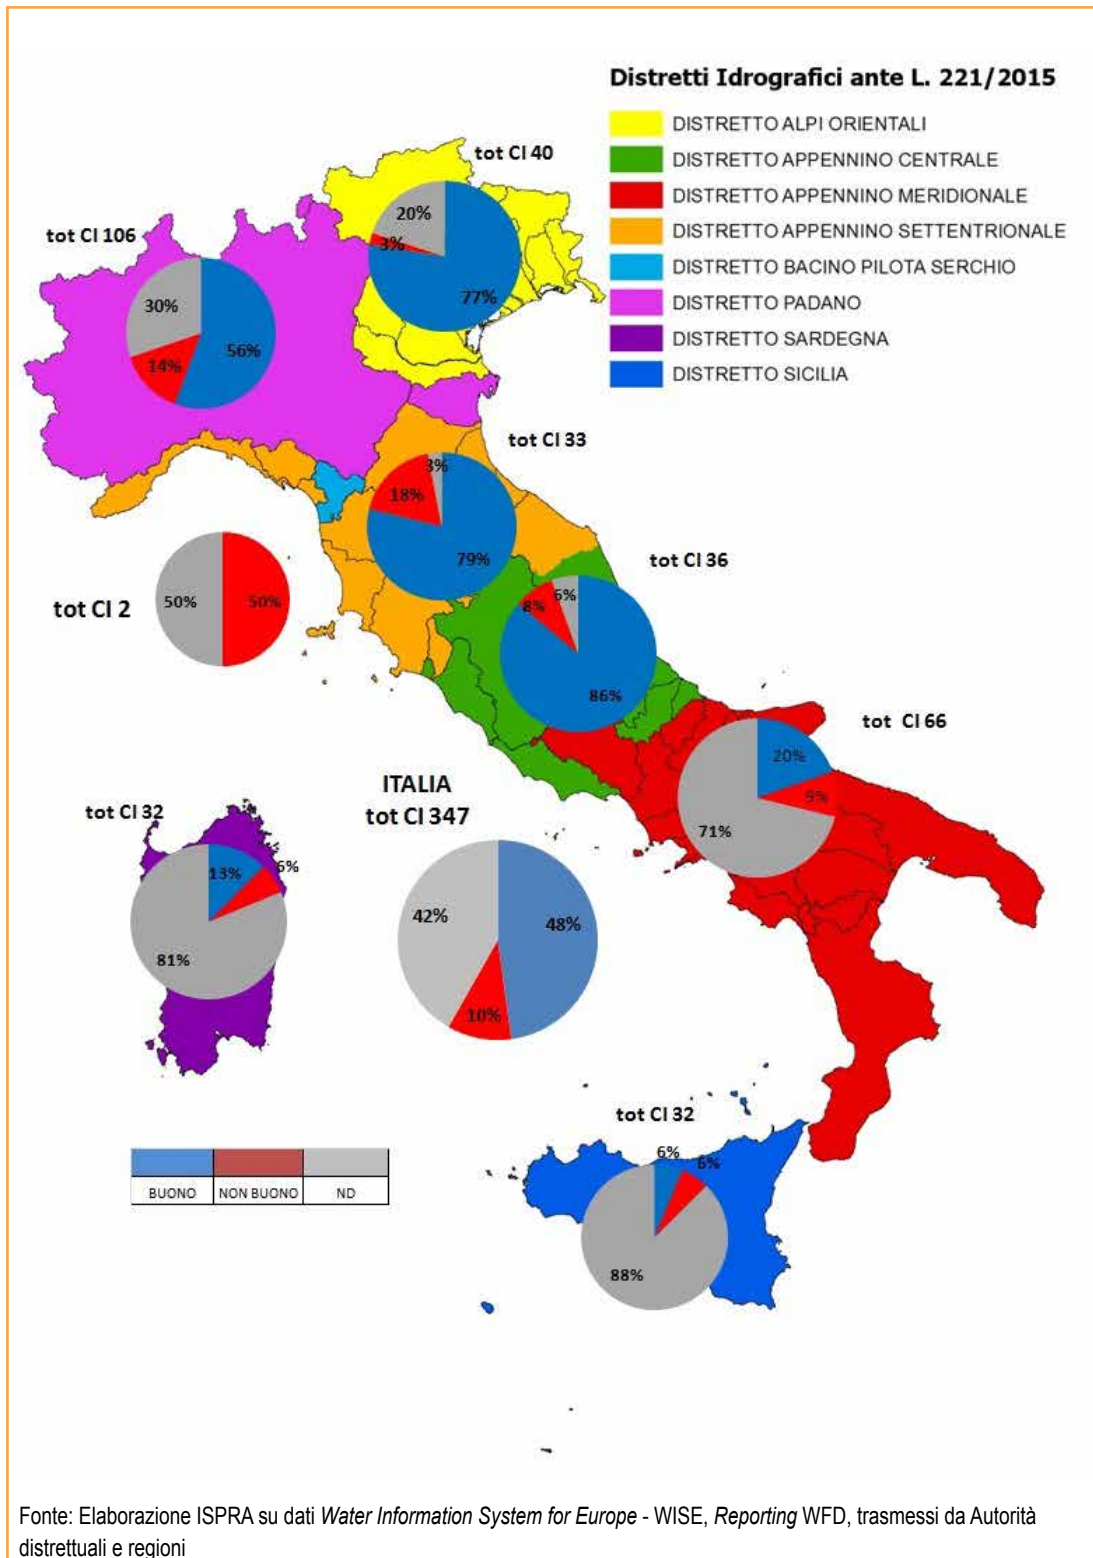 Distretti Idrografici ante L. 221/2015
DISTRETTO ALPI ORIENTALI
DISTRETTO APPENNINO CENTRALE
DISTRETTO APPENNINO MERIDIONALE
DISTRETTO APPENNINO SETTENTRIONALE
DISTRETTO BACINO PILOTA SERCHIO
DISTRETTO PADANO
DISTRETTO SARDEGNA
DISTRETTO SICILIA
tot CI 40
20%
3%
77%
tot CI 106
30%
56%
14%
tot CI 33
3%
18%
79%
tot CI 36
6%
8%
86%
tot CI 2
50%
50%
tot CI 66
20%
9%
71%
ITALIA
tot CI 347
42%
48%
10%
tot CI 32
13%
6%
81%
tot CI 32
6%
6%
88%
BUONO NON BUONO ND
Fonte: Elaborazione ISPRA su dati Water Information System for Europe - WISE, Reporting WFD, trasmessi da Autorità
distrettuali e regioni